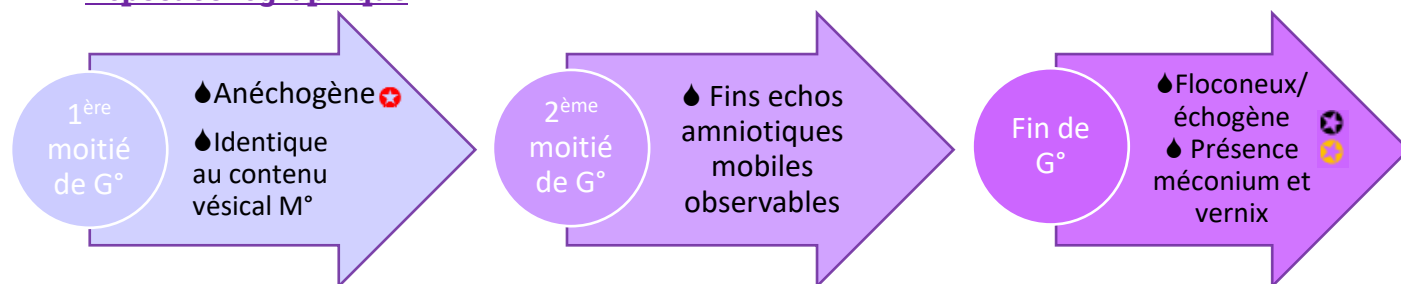 1ère
moitié
de G°
Anéchogène
Identique
au contenu
vésical M°
2ème
moitié
de G°
Fins echos
amniotiques
mobiles
observables
Fin de
G°
Floconeux/
échogène
Présence
méconium et
vernix